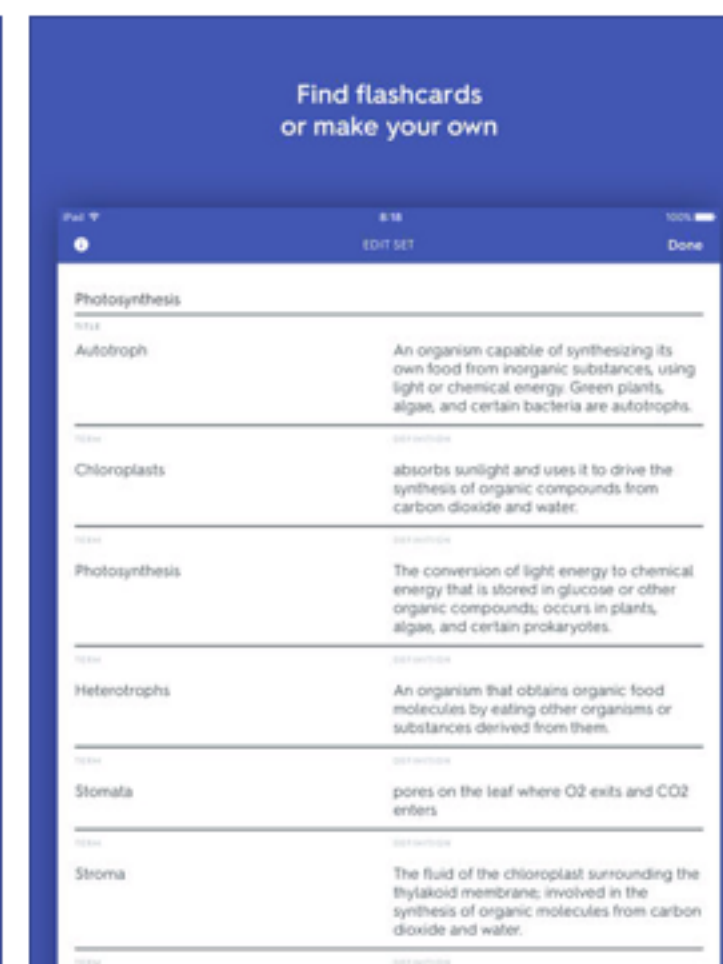 Find flashcards
or make your own
iPad 8:18 100%
EDIT SET Done
Photosynthesis
TITLE
Autotroph
An organism capable of synthesizing its
own food from inorganic substances, using
light or chemical energy. Green plants,
algae, and certain bacteria are autotrophs.
TERM DEFINITION
Chloroplasts
absorbs sunlight and uses it to drive the
synthesis of organic compounds from
carbon dioxide and water.
TERM DEFINITION
Photosynthesis
The conversion of light energy to chemical
energy that is stored in glucose or other
organic compounds; occurs in plants,
algae, and certain prokaryotes.
TERM DEFINITION
Heterotrophs
An organism that obtains organic food
molecules by eating other organisms or
substances derived from them.
TERM DEFINITION
Stomata
pores on the leaf where O2 exits and CO2
enters
TERM DEFINITION
Stroma
The fluid of the chloroplast surrounding the
thylakoid membrane; involved in the
synthesis of organic molecules from carbon
dioxide and water.
TERM DEFINITION